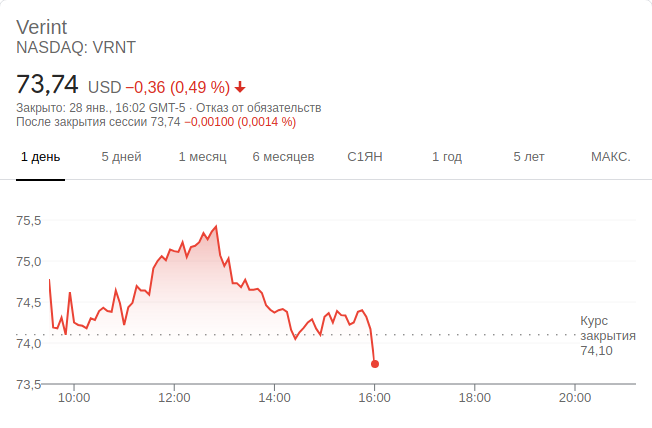 Verint
NASDAQ: VRNT
73,74 USD −0,36 (0,49 %)
Закрыто: 28 янв., 16:02 GMT-5 · Отказ от обязательств
После закрытия сессии 73,74 −0,00100 (0,0014 %)
1 день 5 дней 1 месяц 6 месяцев С1ЯН 1 год 5 лет МАКС.
75,5
75,0
74,5
74,0
73,5
Курс
закрытия
74,10
10:00 12:00 14:00 16:00 18:00 20:00